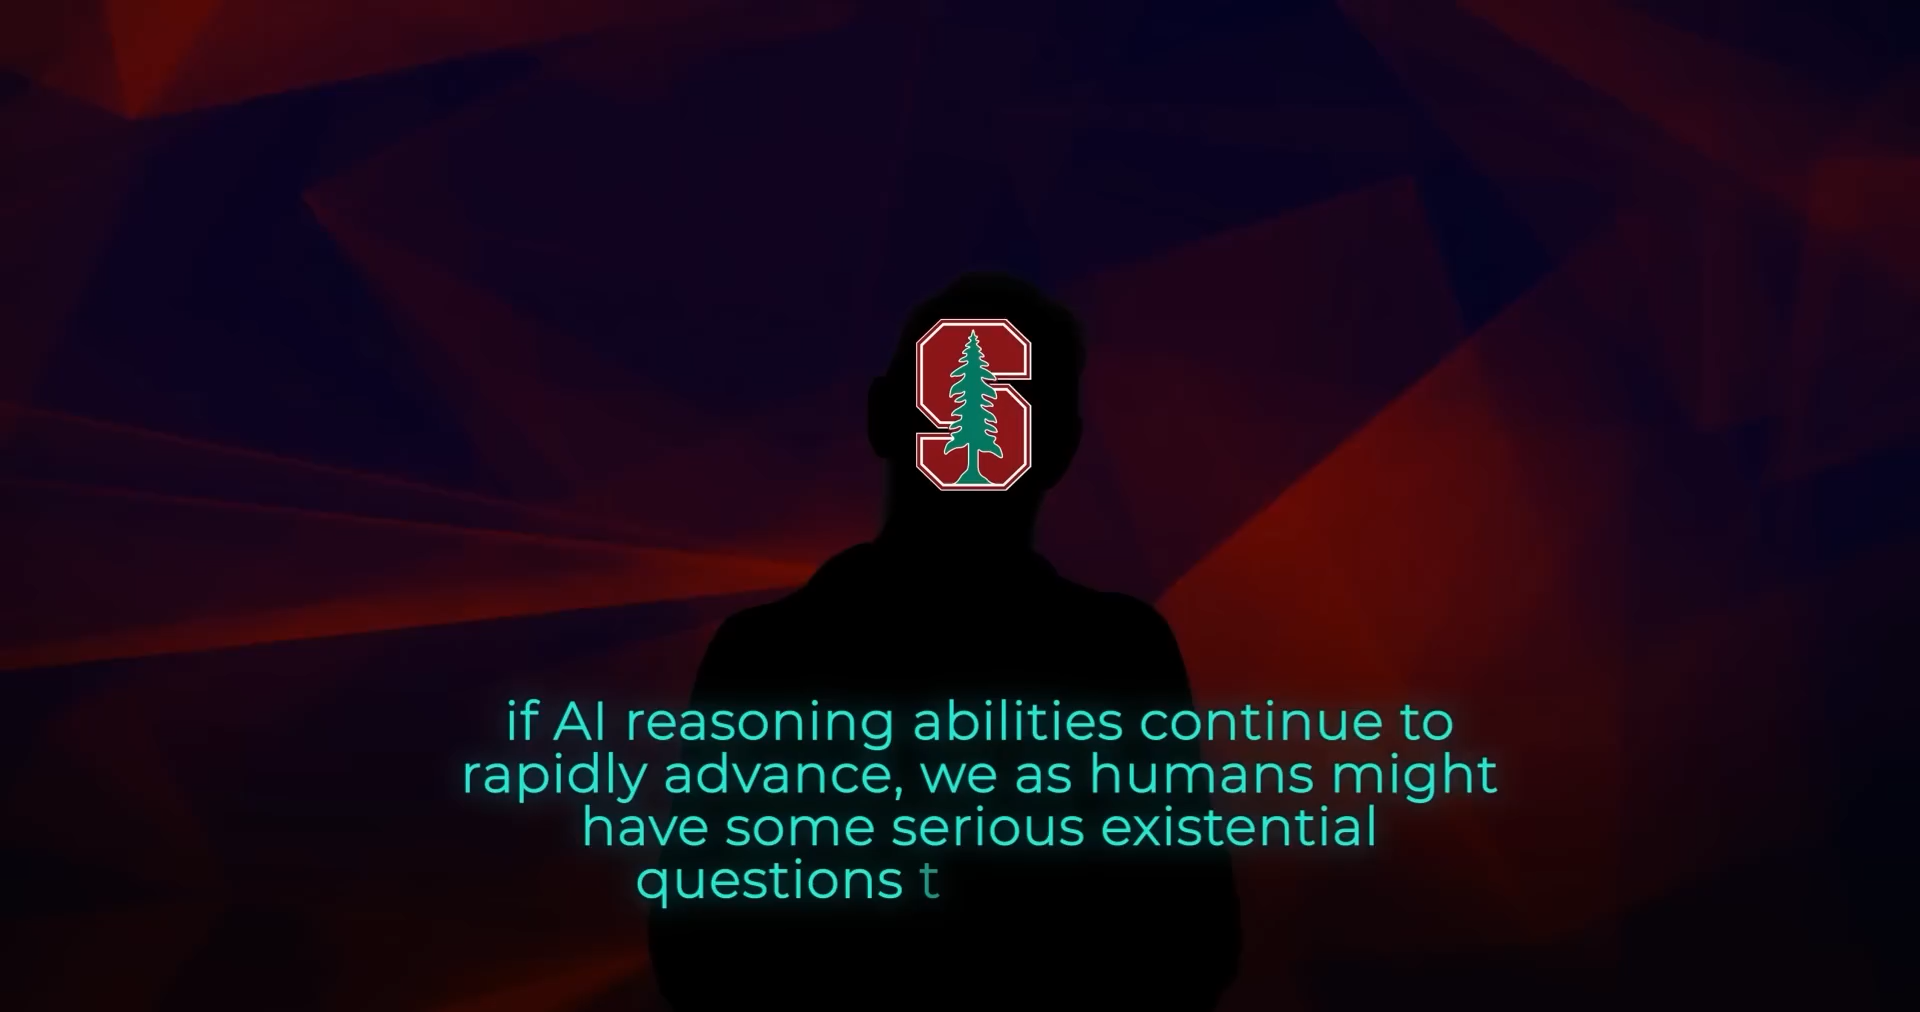 S
if AI reasoning abilities continue to
rapidly advance, we as humans might
have some serious existential
questions t